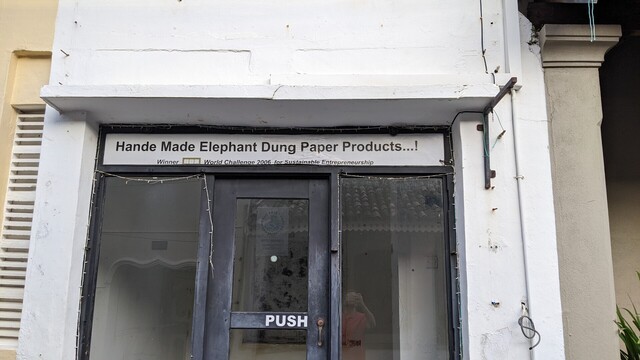 Hande Made Elephant Dung Paper Products...!
Winner World Challenge 2006 for Sustainable Entrepreneurship
PUSH